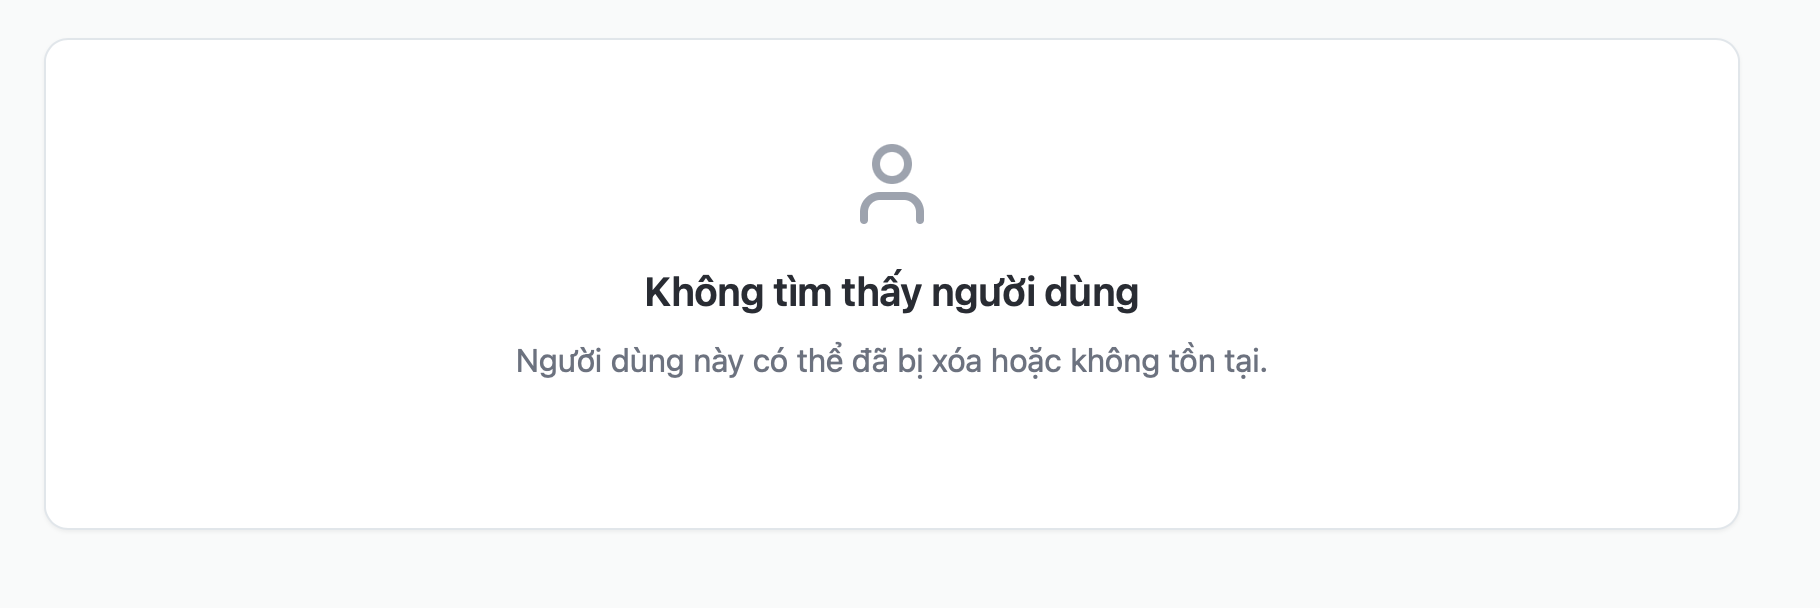 Không tìm thấy người dùng
Người dùng này có thể đã bị xóa hoặc không tồn tại.